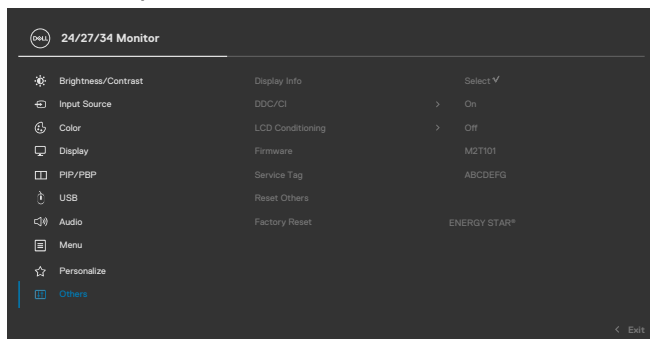 DELL 24/27/34 Monitor
Brightness/Contrast Display Info Select ✓
Input Source DDC/CI > On
Color LCD Conditioning > Off
Display Firmware M2T101
PIP/PBP Service Tag ABCDEFG
USB Reset Others
Audio Factory Reset ENERGY STAR®
Menu
Personalize
Others
< Exit